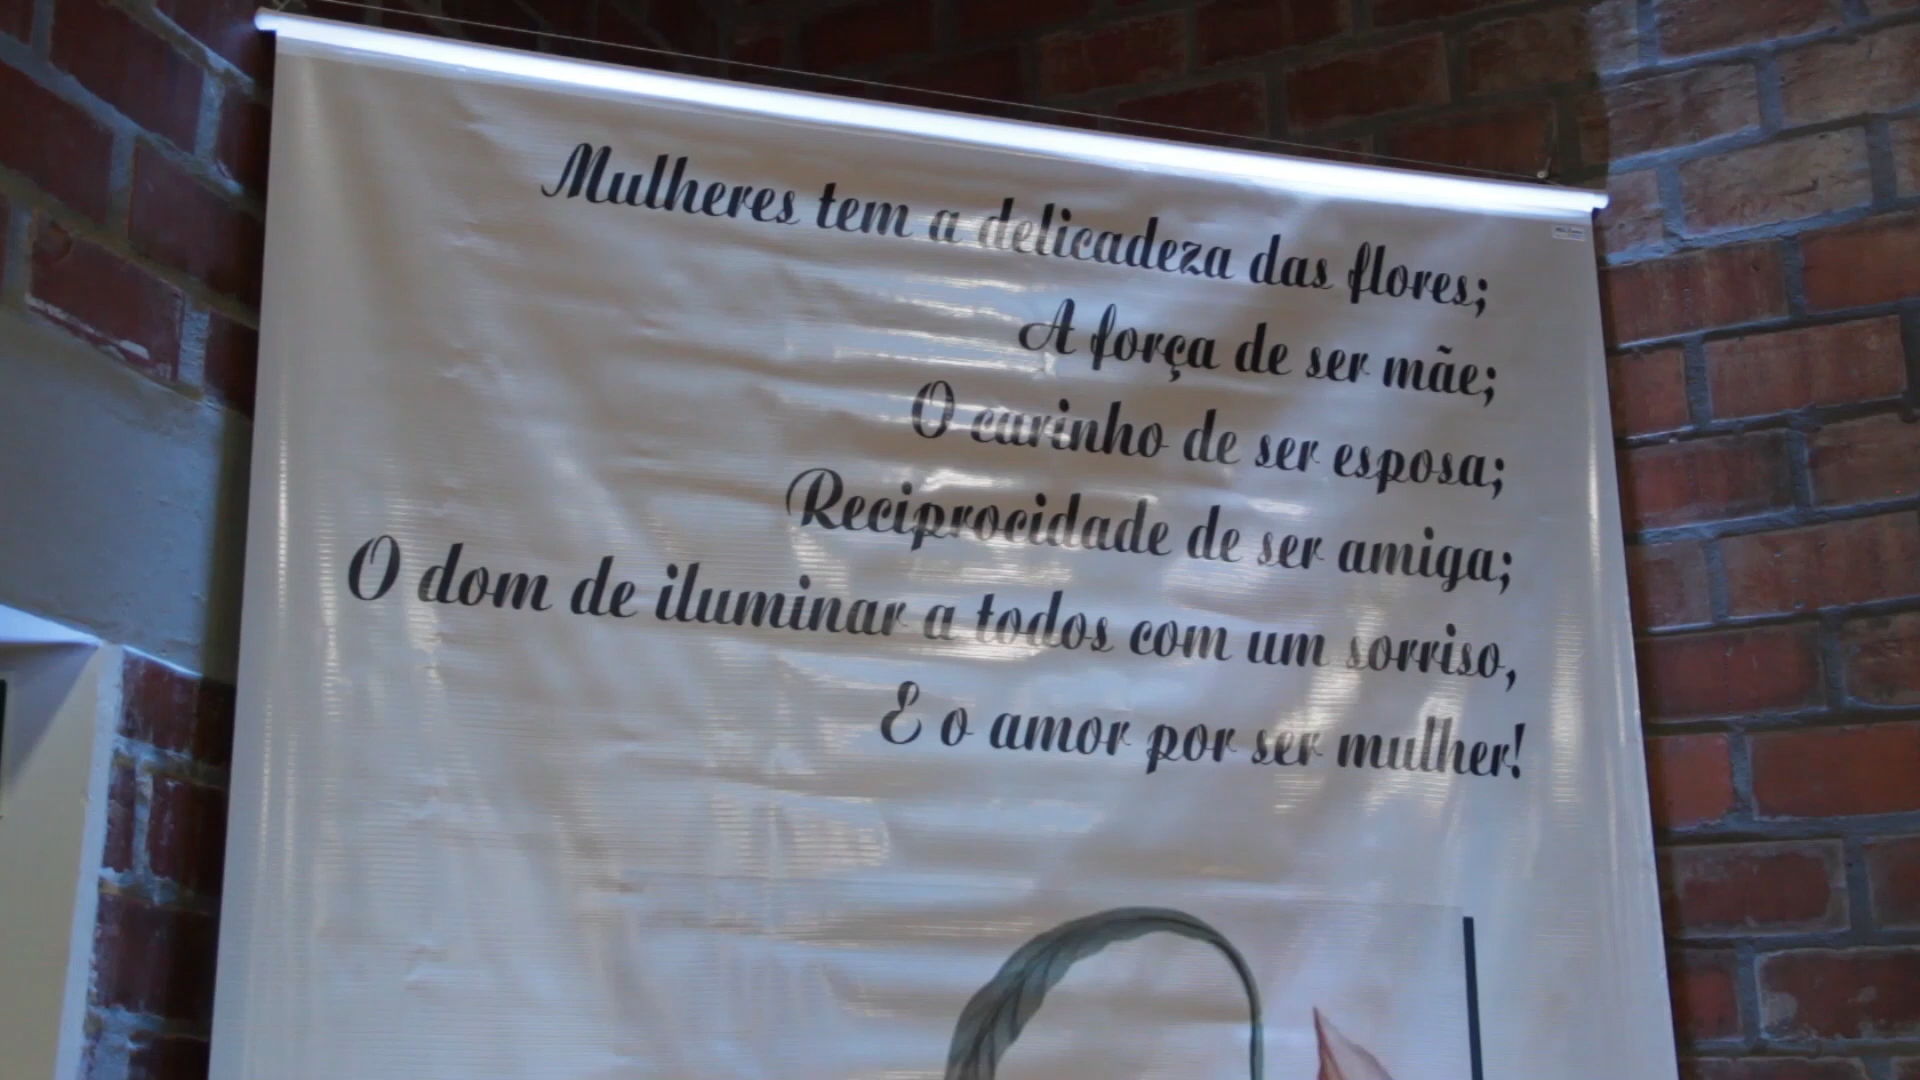 Mulheres tem a delicadeza das flores;
A força de ser mãe;
O carinho de ser esposa;
Reciprocidade de ser amiga;
O dom de iluminar a todos com um sorriso,
E o amor por ser mulher!